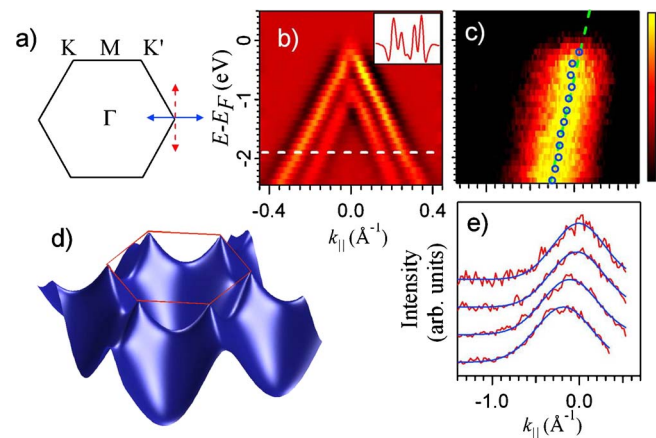 a)
K M K'
Γ
b)
c)
0
-1
-2
E-E_F (eV)
-0.4 0.0 0.4
k_|| (Å⁻¹)
d)
e)
Intensity
(arb. units)
-1.0 0.0
k_|| (Å⁻¹)